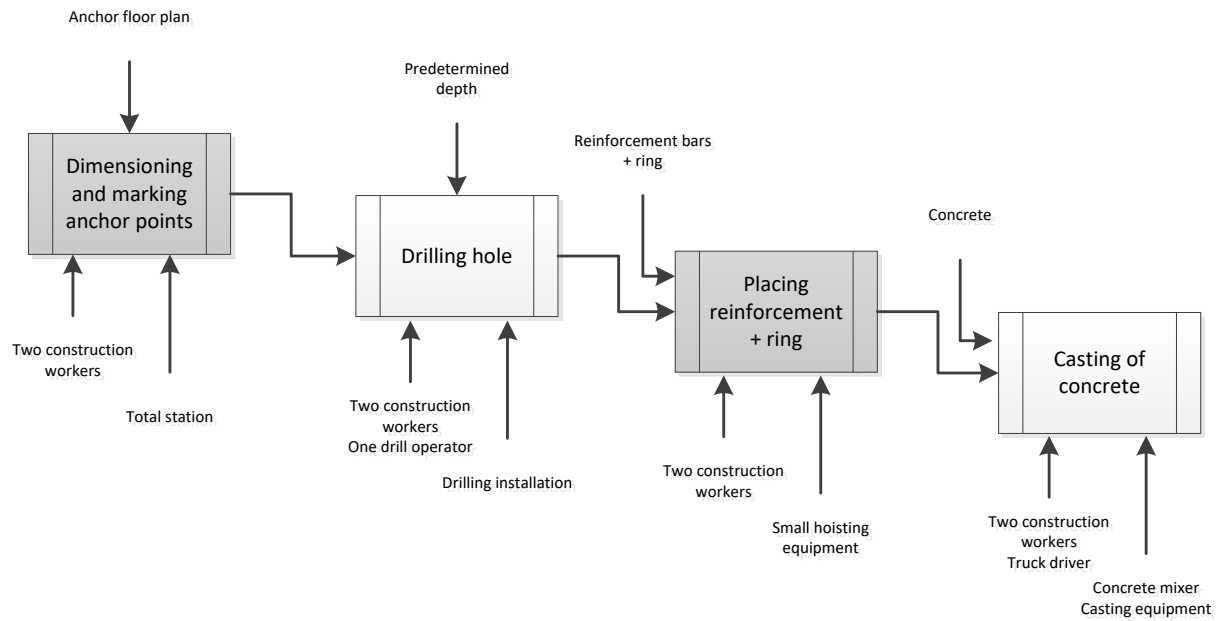 Anchor floor plan
Dimensioning
and marking
anchor points
Two construction
workers
Total station
Predetermined
depth
Drilling hole
Two construction
workers
One drill operator
Drilling installation
Reinforcement bars
+ ring
Placing
reinforcement
+ ring
Two construction
workers
Small hoisting
equipment
Concrete
Casting of
concrete
Two construction
workers
Truck driver
Concrete mixer
Casting equipment